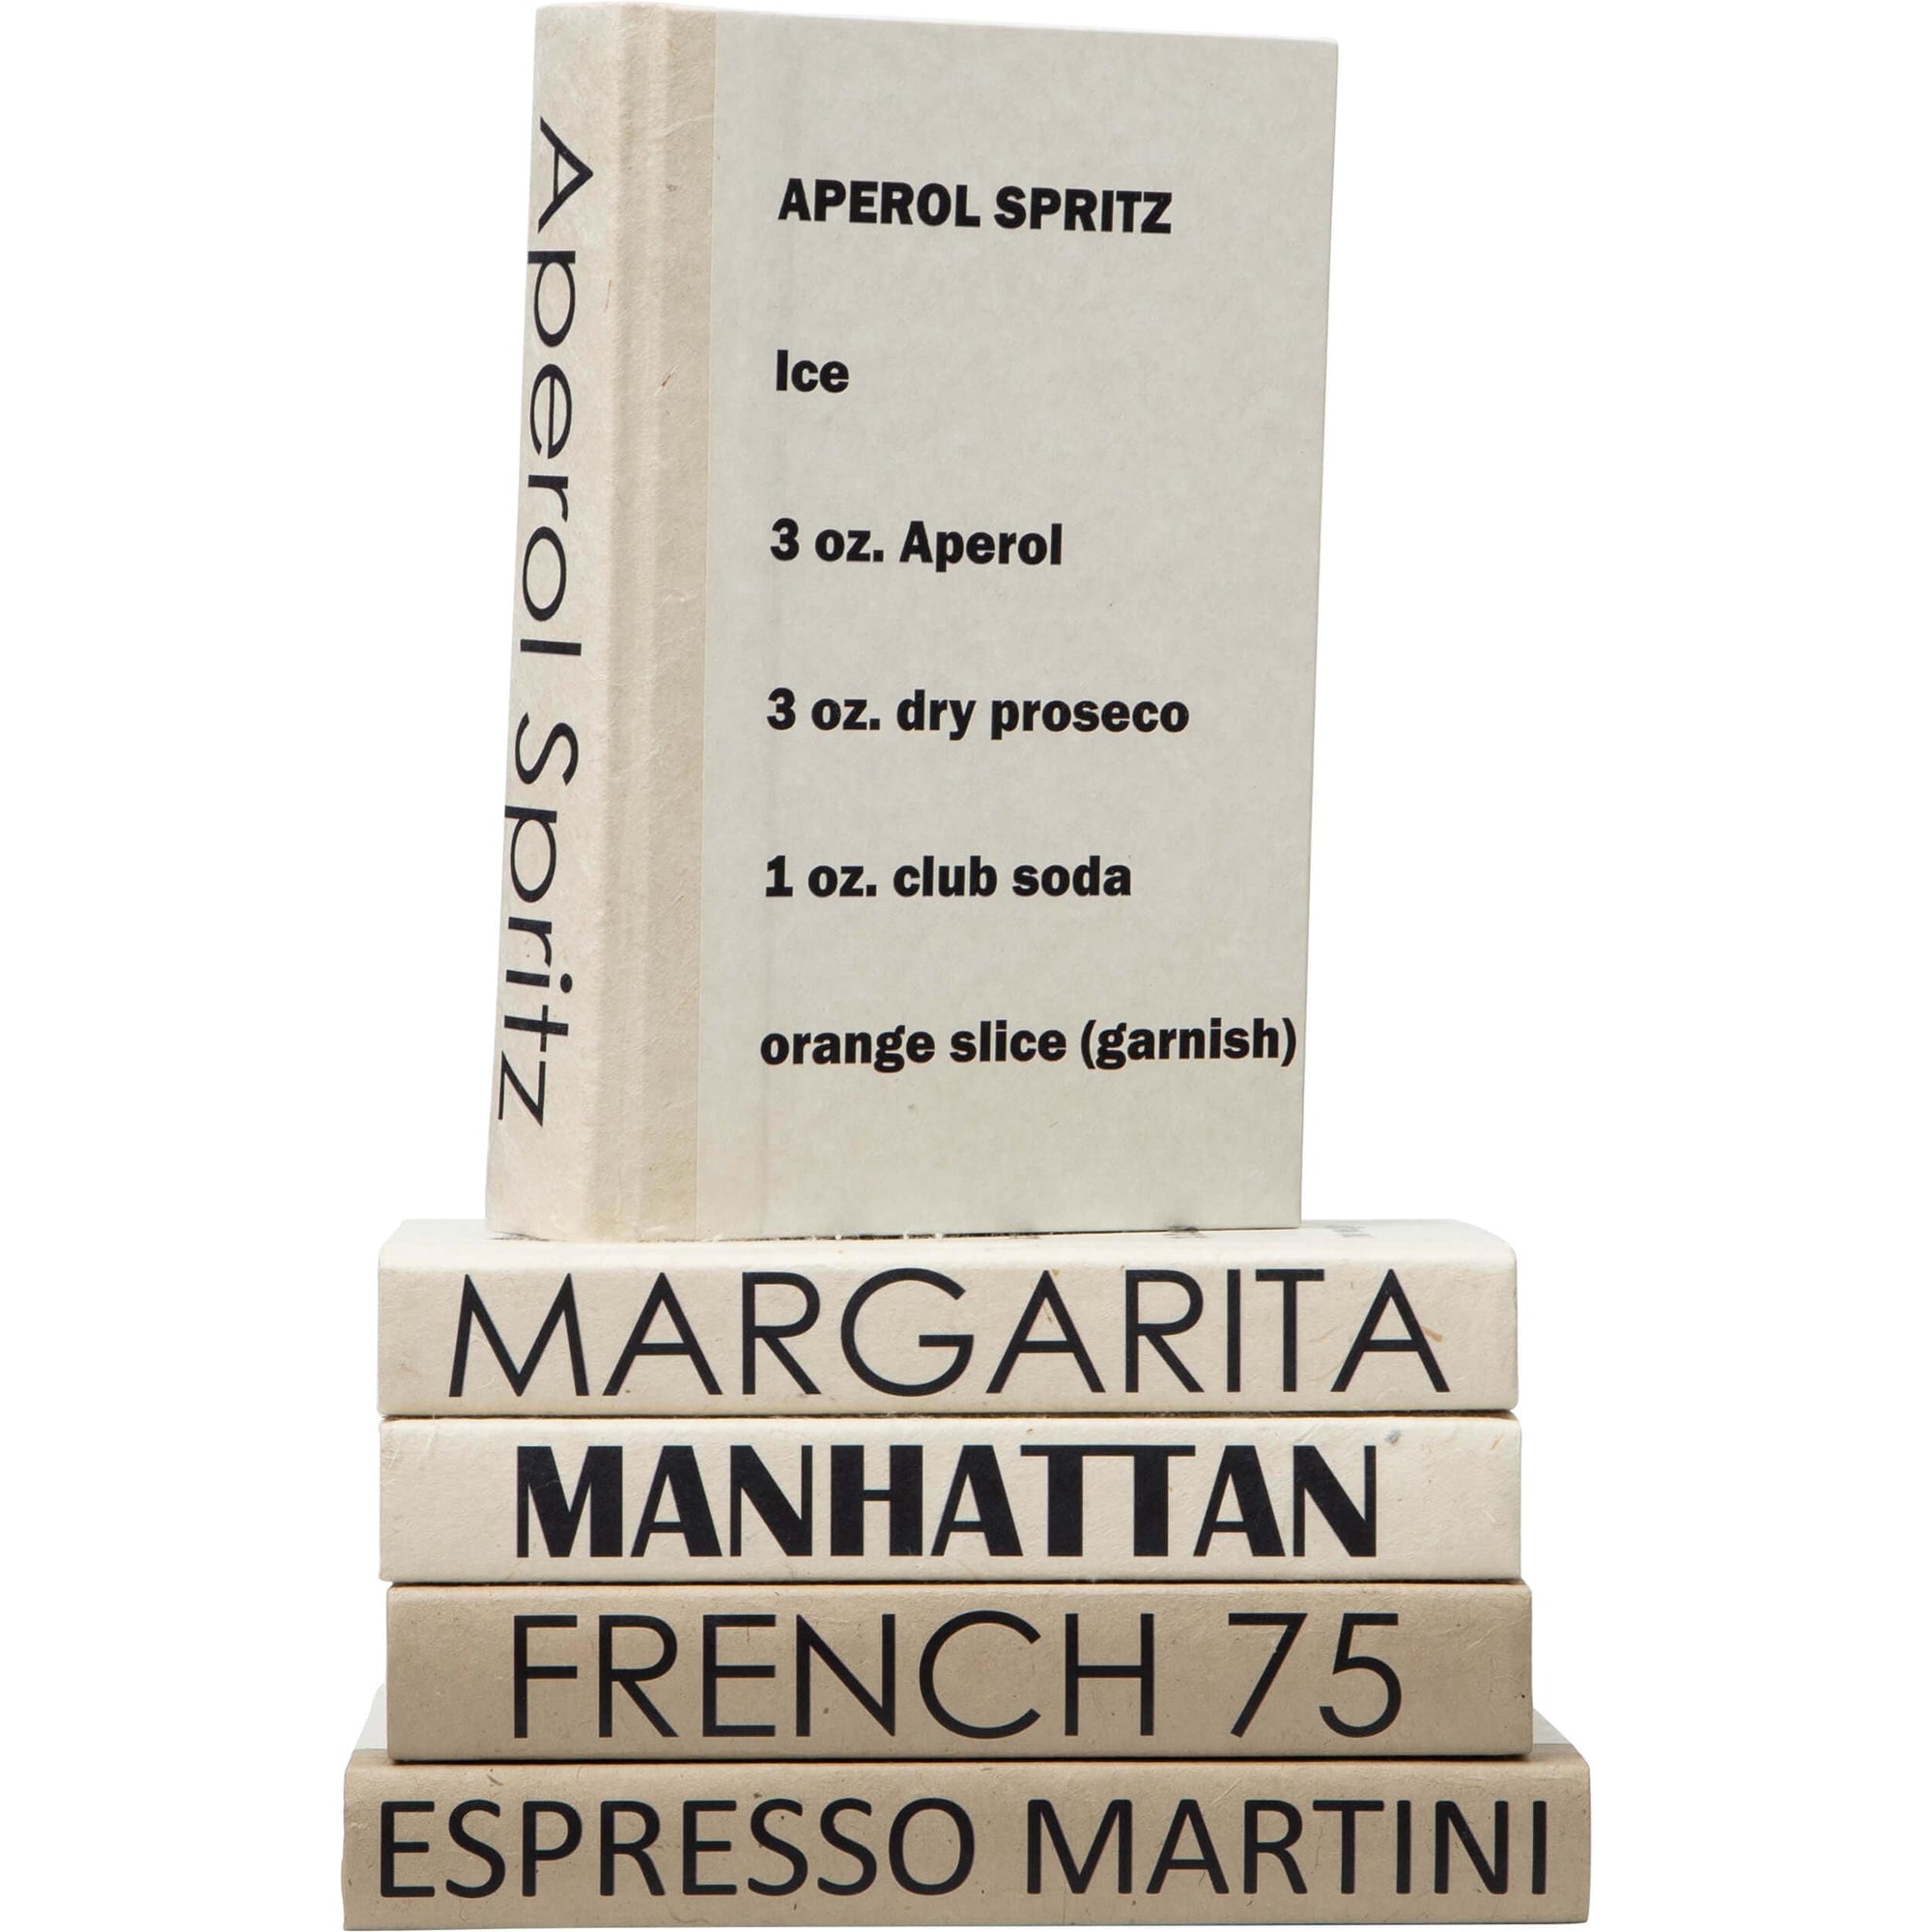 Aperol Spritz
APEROL SPRITZ
Ice
3 oz. Aperol
3 oz. dry proseco
1 oz. club soda
orange slice (garnish)
MARGARITA
MANHATTAN
FRENCH 75
ESPRESSO MARTINI